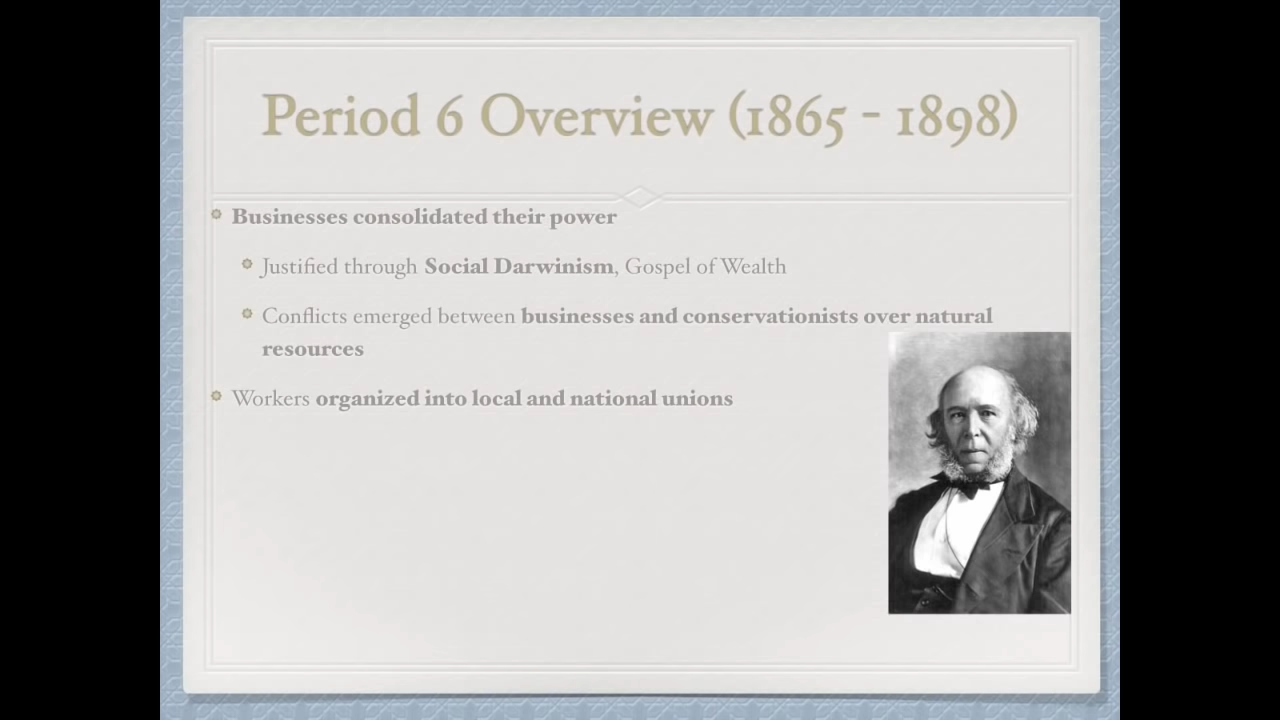 Period 6 Overview (1865 - 1898)
Businesses consolidated their power
Justified through Social Darwinism, Gospel of Wealth
Conflicts emerged between businesses and conservationists over natural
resources
Workers organized into local and national unions